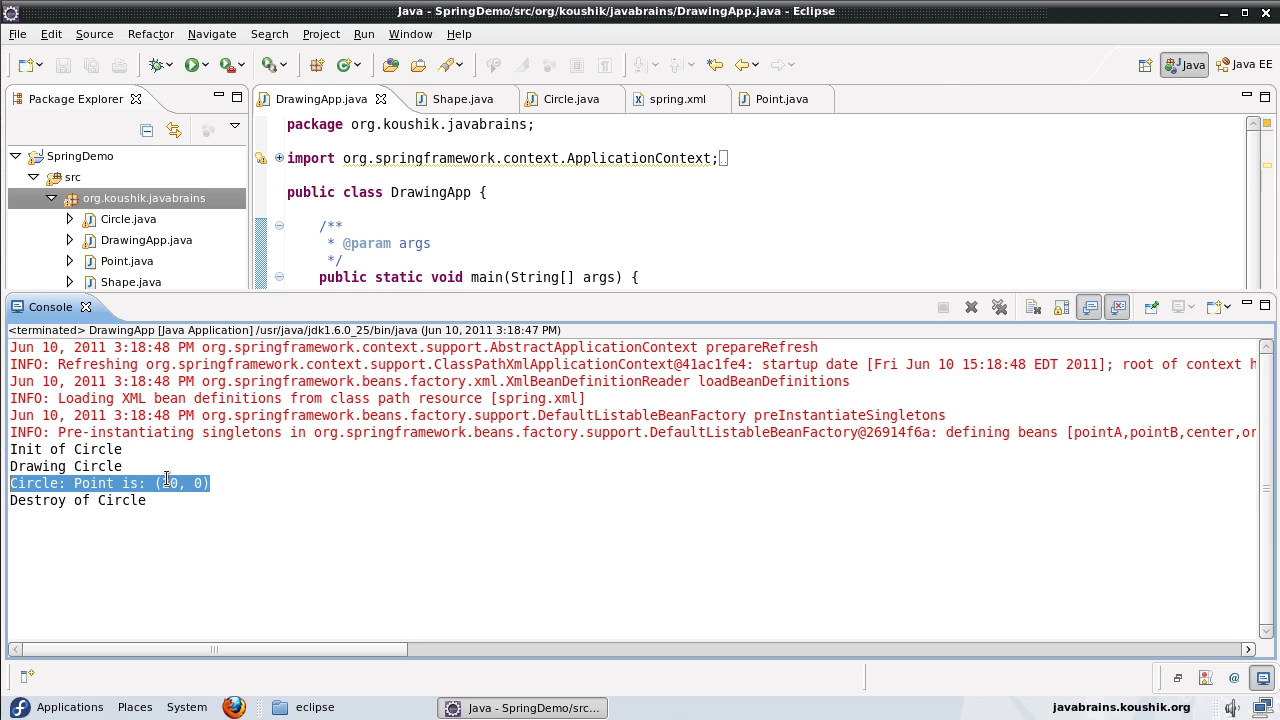 Java - SpringDemo/src/org/koushik/javabrains/DrawingApp.java - Eclipse
File Edit Source Refactor Navigate Search Project Run Window Help
Java Java EE
Package Explorer
DrawingApp.java Shape.java Circle.java spring.xml Point.java
SpringDemo
src
org.koushik.javabrains
Circle.java
DrawingApp.java
Point.java
Shape.java
package org.koushik.javabrains;
import org.springframework.context.ApplicationContext;
public class DrawingApp {
/**
* @param args
*/
public static void main(String[] args) {
Console
<terminated> DrawingApp [Java Application] /usr/java/jdk1.6.0_25/bin/java (Jun 10, 2011 3:18:47 PM)
Jun 10, 2011 3:18:48 PM org.springframework.context.support.AbstractApplicationContext prepareRefresh
INFO: Refreshing org.springframework.context.support.ClassPathXmlApplicationContext@41ac1fe4: startup date [Fri Jun 10 15:18:48 EDT 2011]; root of context h
Jun 10, 2011 3:18:48 PM org.springframework.beans.factory.xml.XmlBeanDefinitionReader loadBeanDefinitions
INFO: Loading XML bean definitions from class path resource [spring.xml]
Jun 10, 2011 3:18:48 PM org.springframework.beans.factory.support.DefaultListableBeanFactory preInstantiateSingletons
INFO: Pre-instantiating singletons in org.springframework.beans.factory.support.DefaultListableBeanFactory@26914f6a: defining beans [pointA,pointB,center,or
Init of Circle
Drawing Circle
Circle: Point is: 0)
Destroy of Circle
Applications Places System eclipse Java - SpringDemo/src... javabrains.koushik.org